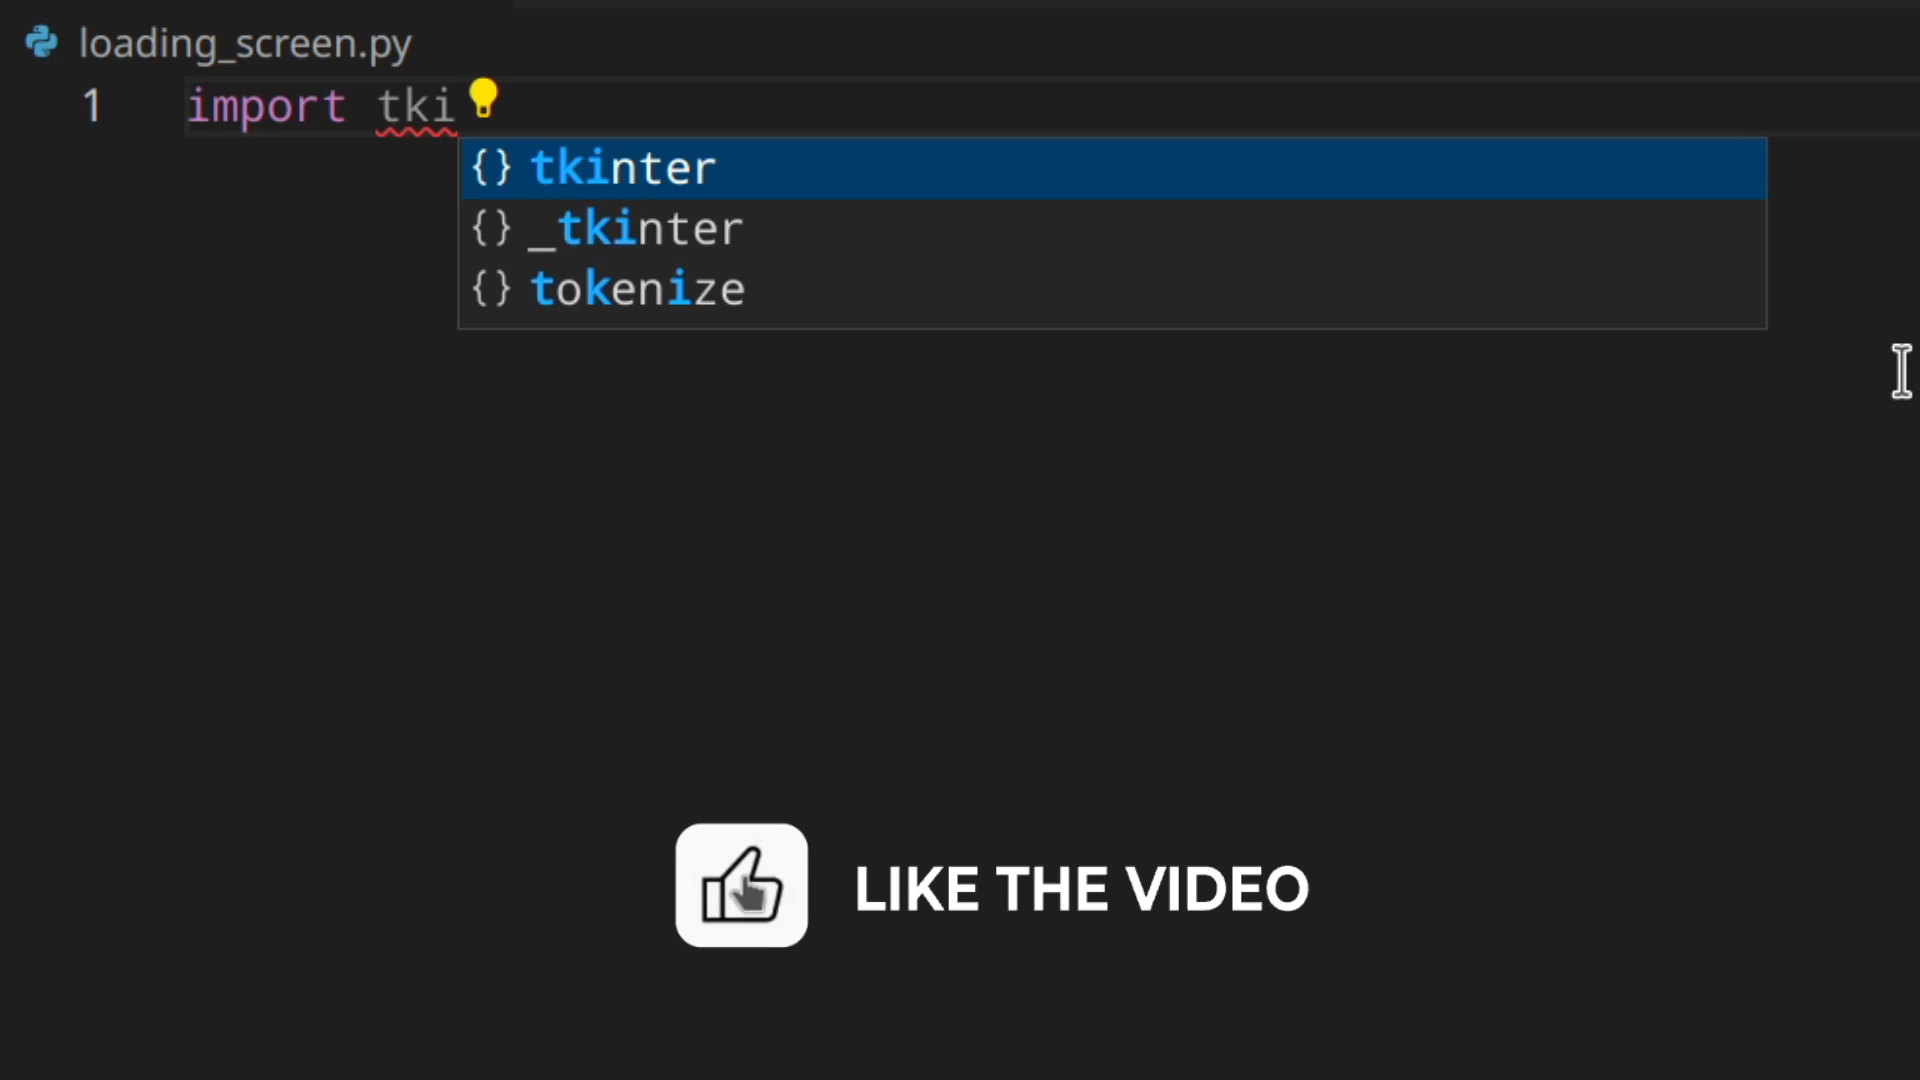 loading_screen.py
1 import tki
{} tkinter
{} _tkinter
{} tokenize
LIKE THE VIDEO